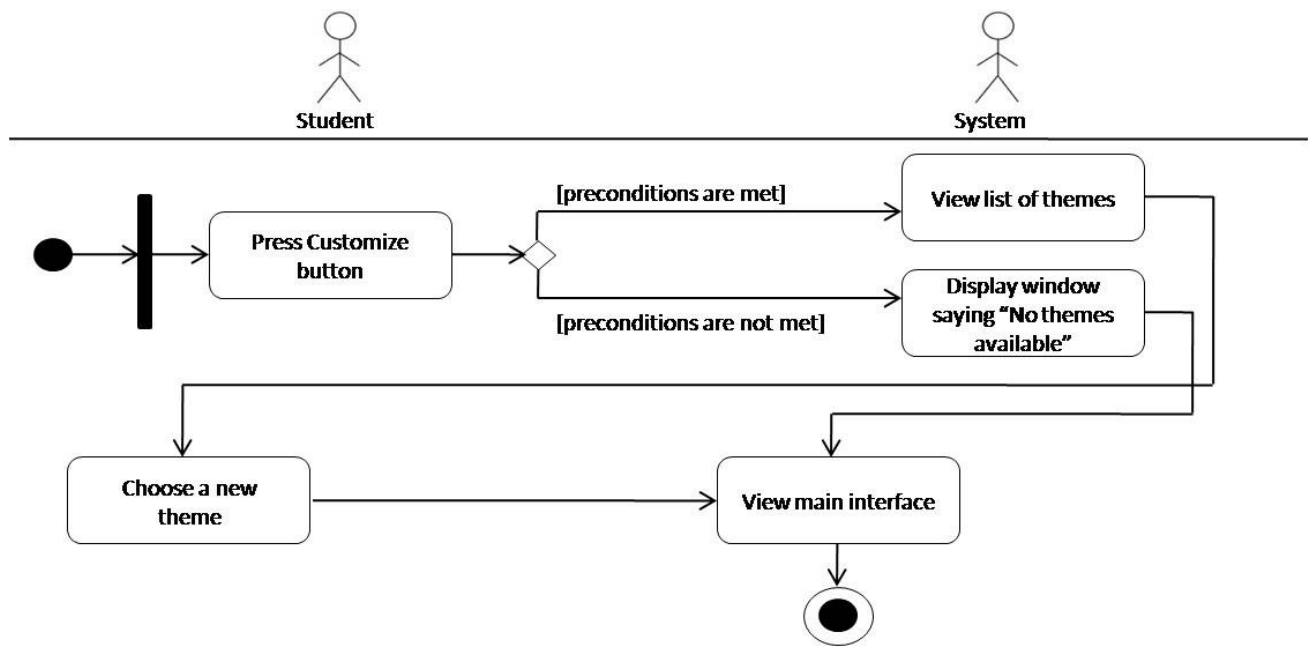 Student
System
[preconditions are met]
View list of themes
Press Customize
button
[preconditions are not met]
Display window
saying “No themes
available”
Choose a new
theme
View main interface